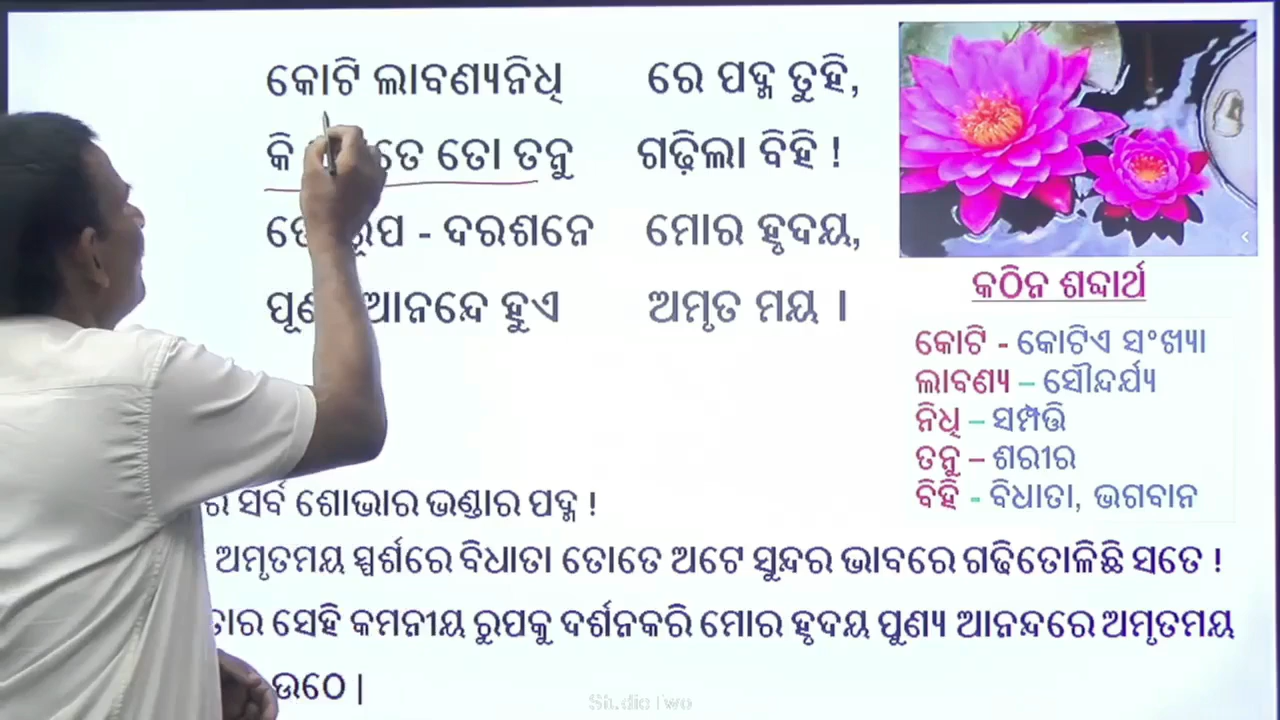 କୋଟି ଲାବଣ୍ୟନିଧି ରେ ପଦ୍ମ ତୁହି,
କି ତୋ ତନୁ ଗଢ଼ିଲା ବିହି !
ରୂପ - ଦରଶନେ ମୋର ହୃଦୟ,
ଆନନ୍ଦେ ହୁଏ ଅମୃତ ମୟ ।
କଠିନ ଶବ୍ଦାର୍ଥ
କୋଟି - କୋଟିଏ ସଂଖ୍ୟା
ଲାବଣ୍ୟ – ସୌନ୍ଦର୍ଯ୍ୟ
ନିଧି – ସମ୍ପତ୍ତି
ତନୁ – ଶରୀର
ବିହି - ବିଧାତା, ଭଗବାନ
ସର୍ବ ଶୋଭାର ଭଣ୍ଡାର ପଦ୍ମ !
ଅମୃତମୟ ସ୍ପର୍ଶରେ ବିଧାତା ତୋତେ ଅଟେ ସୁନ୍ଦର ଭାବରେ ଗଢିତୋଳିଛି ସତେ !
ସେହି କମନୀୟ ରୁପକୁ ଦର୍ଶନକରି ମୋର ହୃଦୟ ପୁଣ୍ୟ ଆନନ୍ଦରେ ଅମୃତମୟ
ଉଠେ |